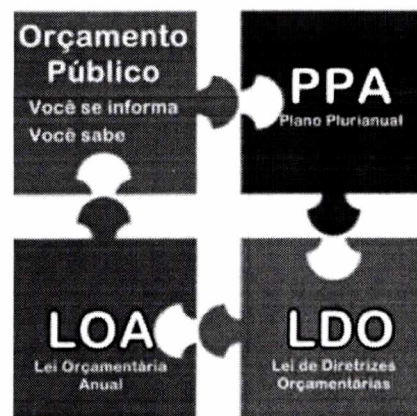 Orçamento
Público
Você se informa
Você sabe
PPA
Plano Plurianual
LOA
Lei Orçamentária
Anual
LDO
Lei de Diretrizes
Orçamentárias